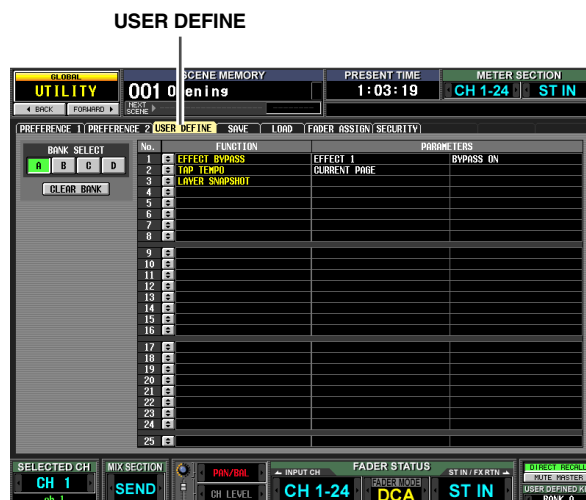 USER DEFINE
GLOBAL SCENE MEMORY PRESENT TIME METER SECTION
UTILITY 001 Opening 1:03:19 CH 1-24 ST IN
BACK FORWARD NEXT SCENE
PREFERENCE 1 PREFERENCE 2 USER DEFINE SAVE LOAD FADER ASSIGN SECURITY
BANK SELECT
A B C D
CLEAR BANK
No. FUNCTION PARAMETERS
1 EFFECT BYPASS EFFECT 1 BYPASS ON
2 TAP TEMPO CURRENT PAGE
3 LAYER SNAPSHOT
4
5
6
7
8
9
10
11
12
13
14
15
16
17
18
19
20
21
22
23
24
25
SELECTED CH MIX SECTION PAN/BAL INPUT CH FADER STATUS ST IN / FX RTN DIRECT RECALL
CH 1 SEND CH LEVEL CH 1-24 FADER MODE DCA ST IN MUTE MASTER
ch 1 USER DEFINED
BANK